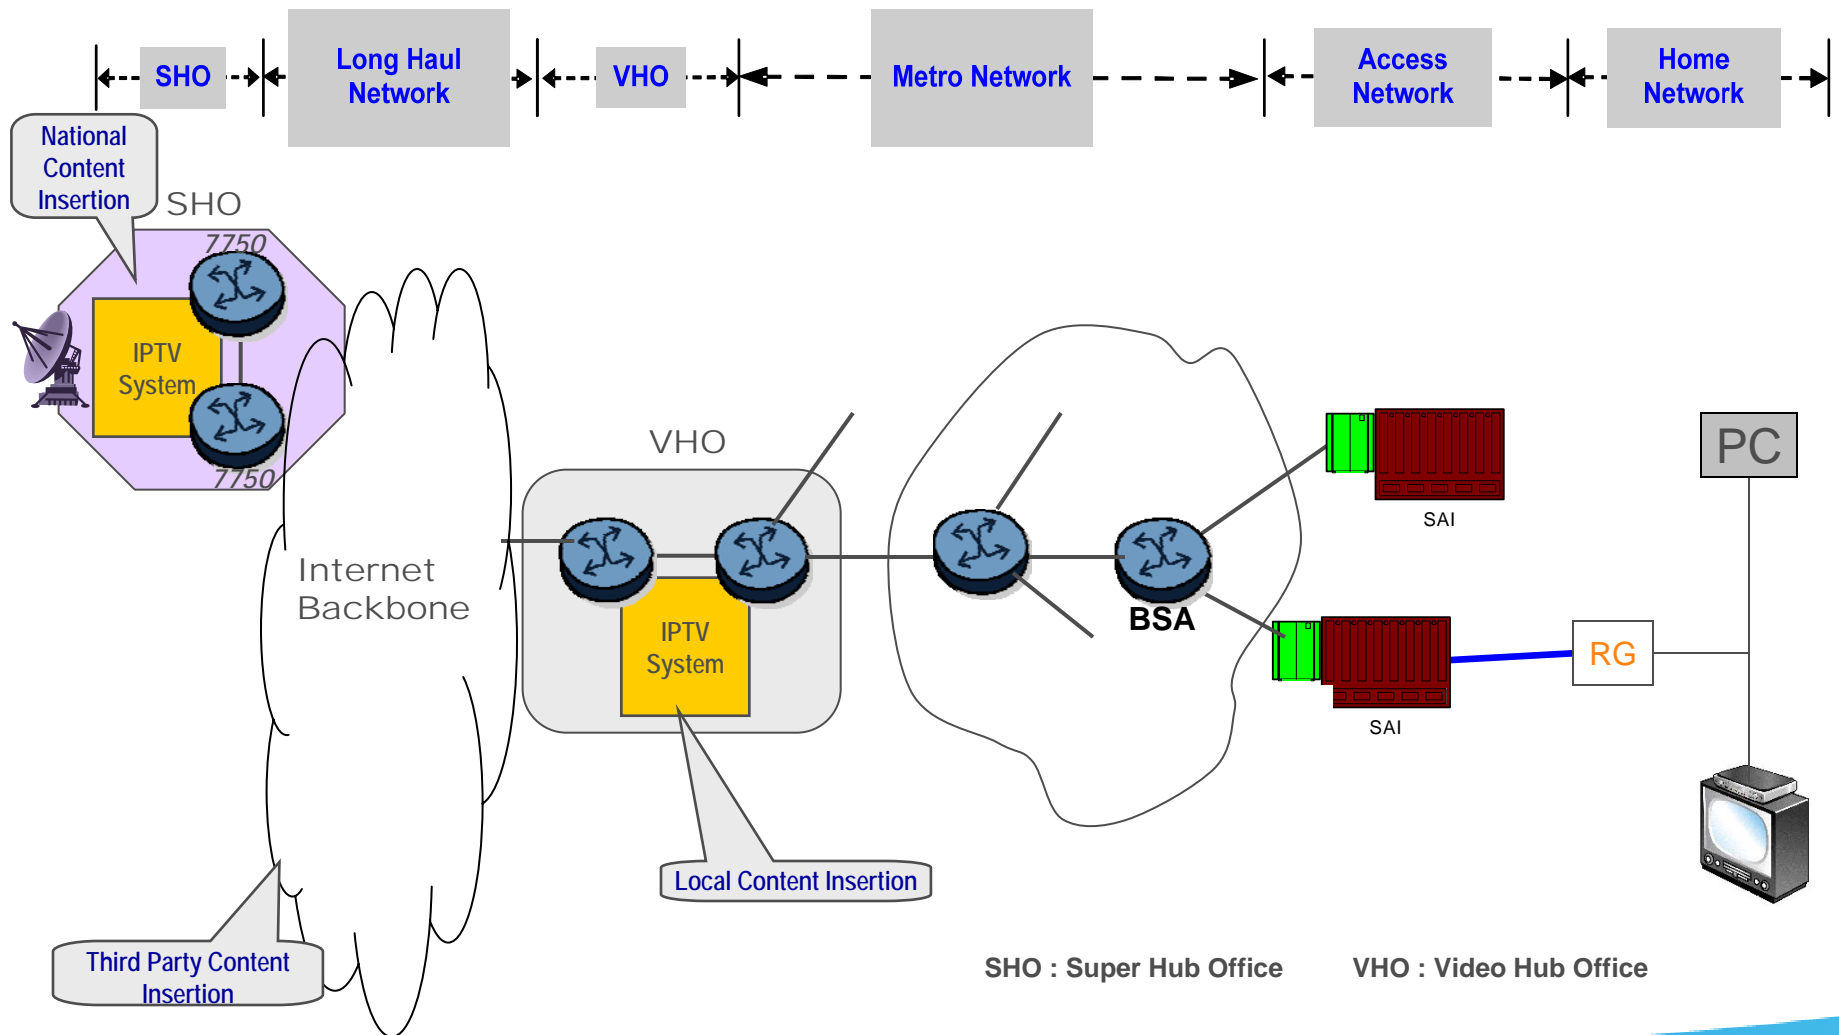 SHO
Long Haul
Network
VHO
Metro Network
Access
Network
Home
Network
National
Content
Insertion
SHO
7750
IPTV
System
7750
VHO
Internet
Backbone
IPTV
System
BSA
SAI
SAI
RG
PC
Local Content Insertion
Third Party Content
Insertion
SHO : Super Hub Office
VHO : Video Hub Office